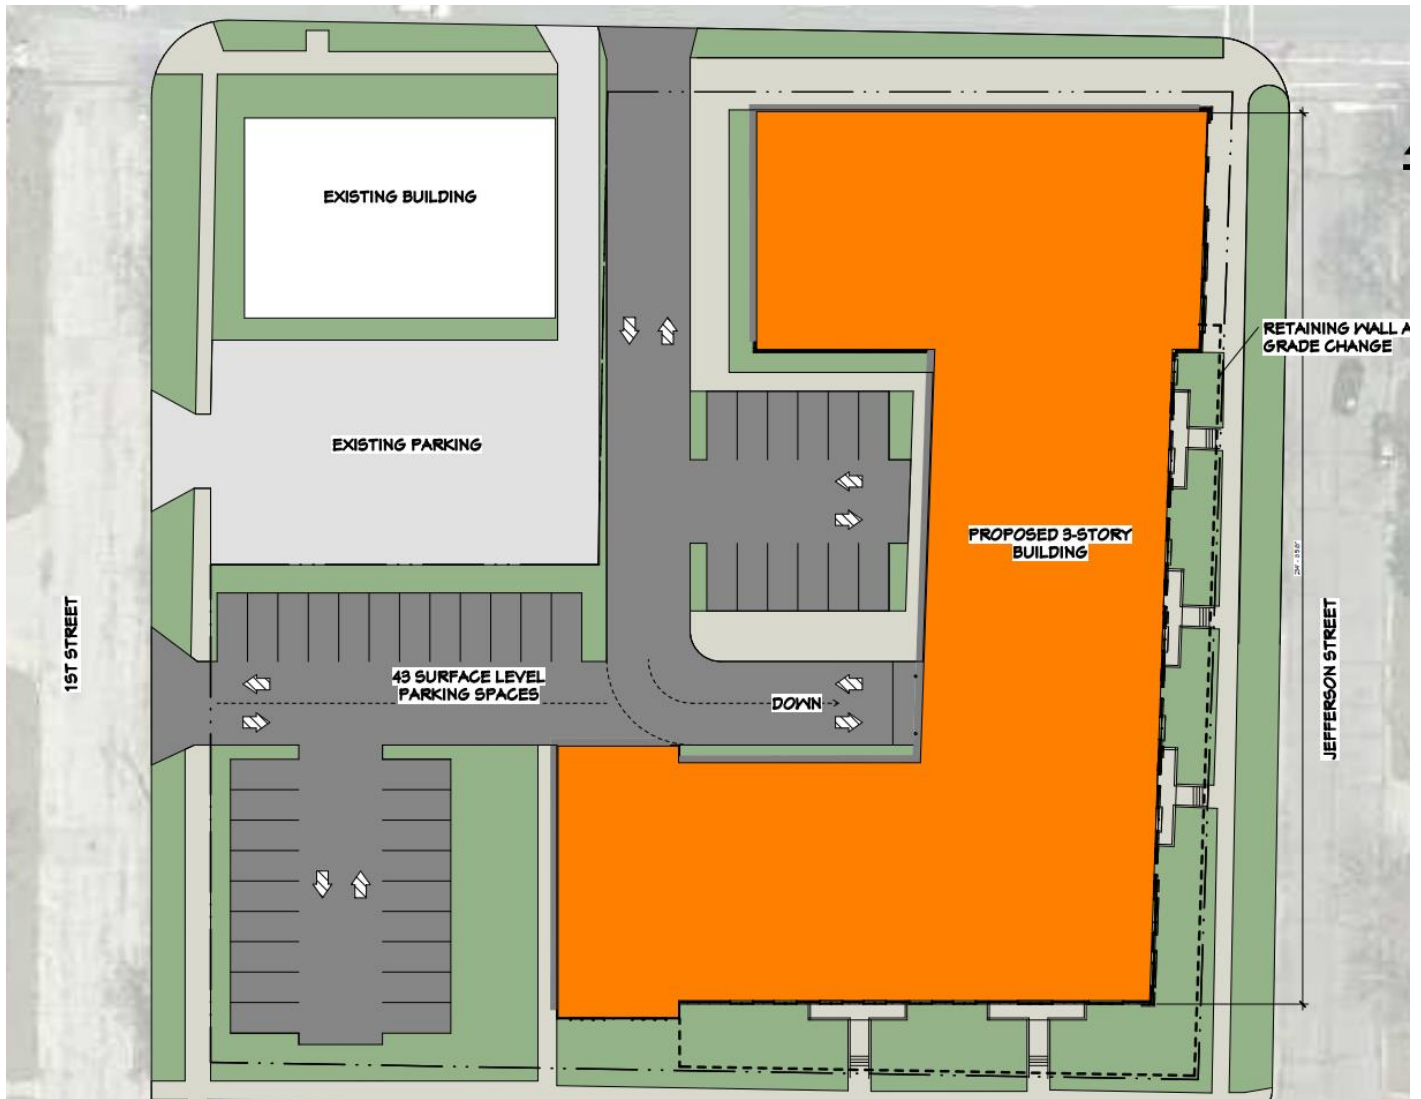 EXISTING BUILDING
RETAINING WALL A
GRADE CHANGE
EXISTING PARKING
PROPOSED 3-STORY
BUILDING
1ST STREET
JEFFERSON STREET
43 SURFACE LEVEL
PARKING SPACES
DOWN